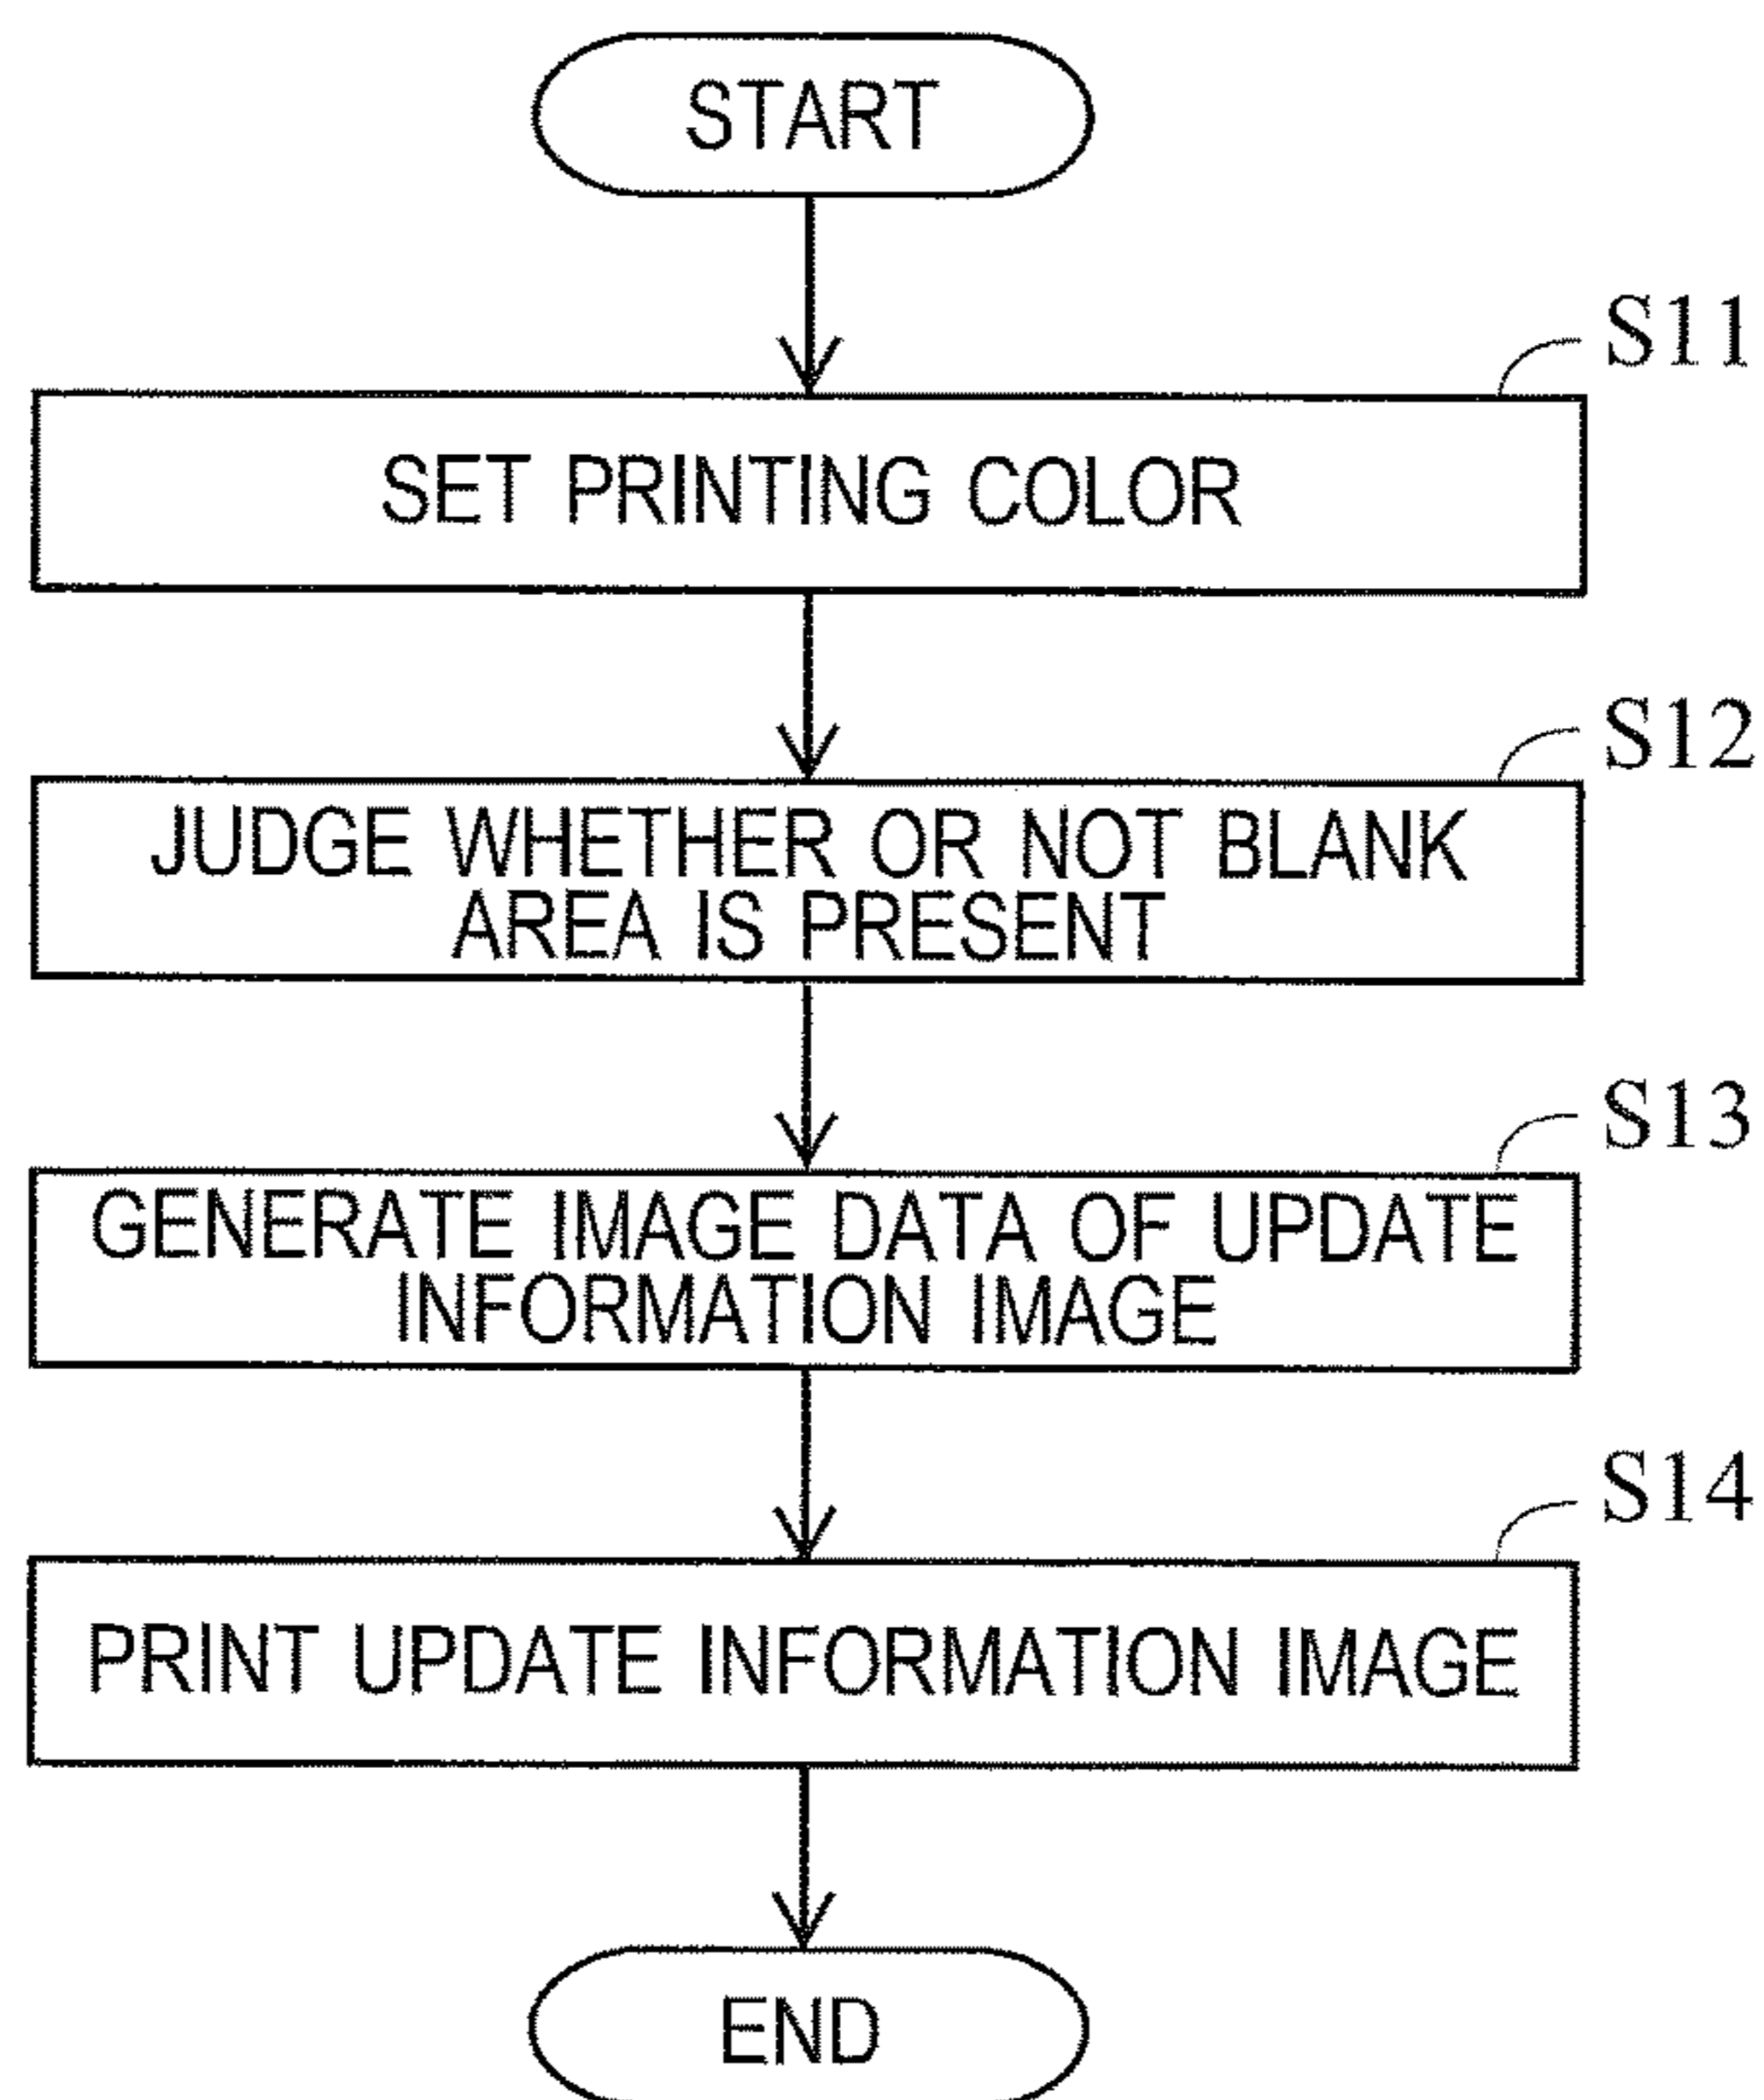 START
S11
SET PRINTING COLOR
S12
JUDGE WHETHER OR NOT BLANK
AREA IS PRESENT
S13
GENERATE IMAGE DATA OF UPDATE
INFORMATION IMAGE
S14
PRINT UPDATE INFORMATION IMAGE
END